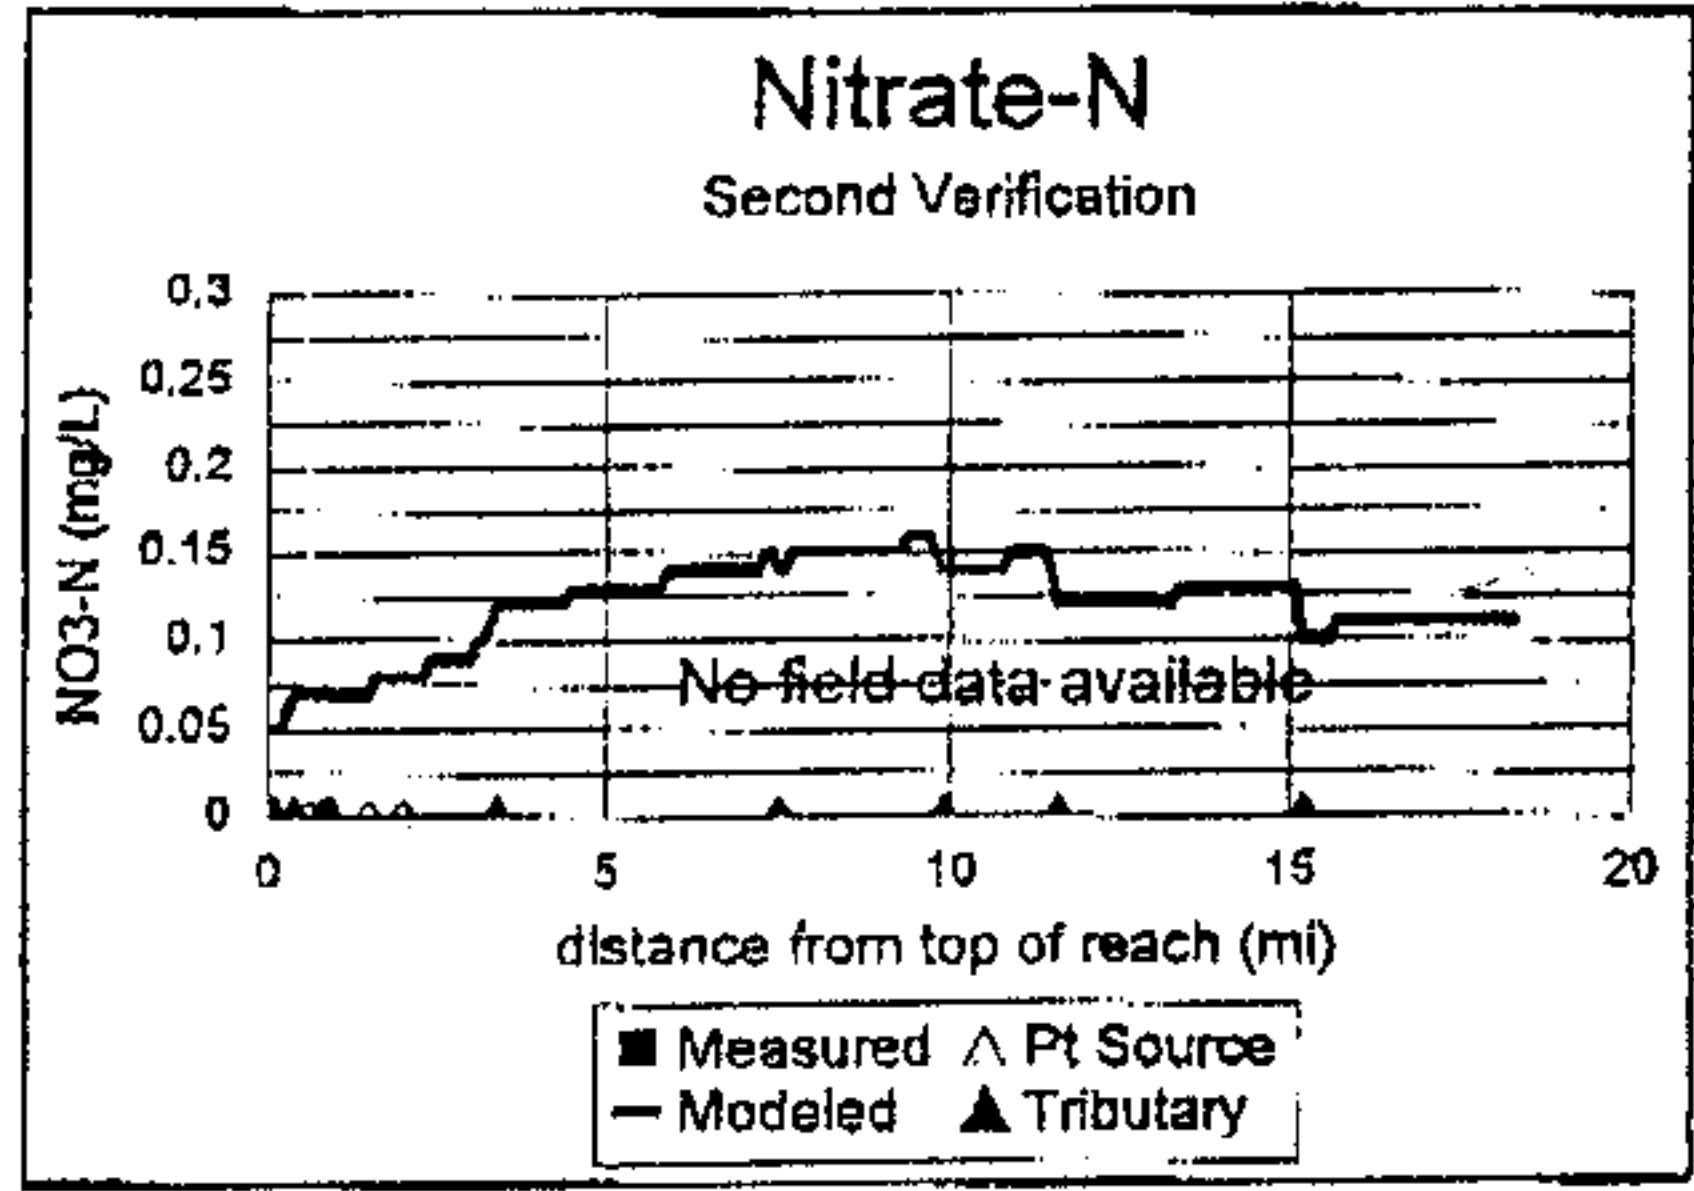 Nitrate-N
Second Verification
0.3
0.25
0.2
0.15
0.1
0.05
0
NO3-N (mg/L)
No field data available
0 5 10 15 20
distance from top of reach (mi)
Measured Pt Source
Modeled Tributary